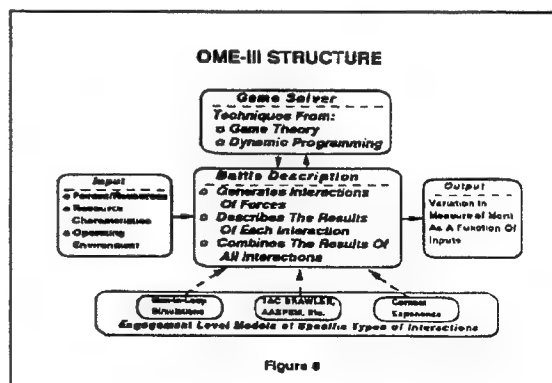 OME-III STRUCTURE
Game Solver
Techniques From:
Game Theory
Dynamic Programming
Input
Forces/Resources
Resource
Characteristics
Operating
Environment
Battle Description
Generates Interactions
Of Forces
Describes The Results
Of Each Interaction
Combines The Results Of
All Interactions
Output
Variation In
Measure of Merit
As A Function Of
Inputs
Man-In-Loop
Simulations
TAC BRAWLER,
Etc.
Combat
Experience
Engagement Level Models of Specific Types of Interactions
Figure